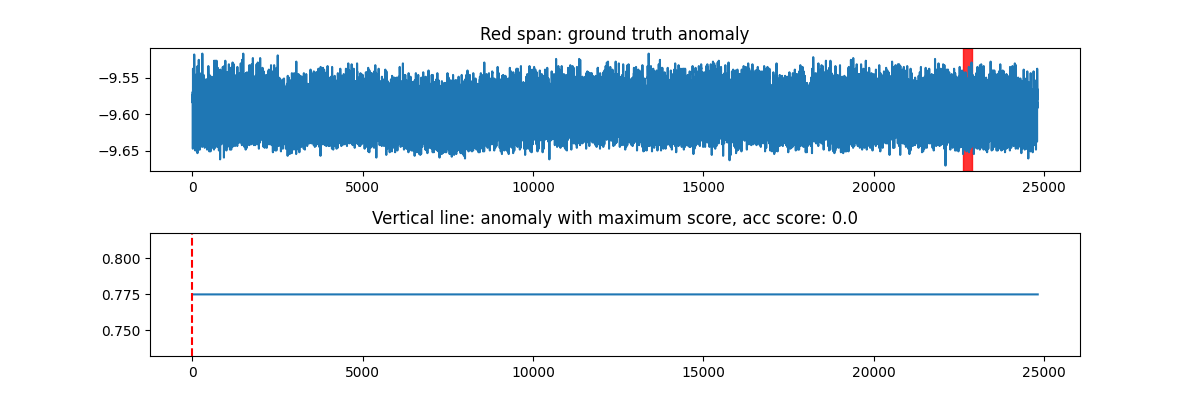 Red span: ground truth anomaly
−9.55
−9.60
−9.65
0 5000 10000 15000 20000 25000
Vertical line: anomaly with maximum score, acc score: 0.0
0.800
0.775
0.750
0 5000 10000 15000 20000 25000